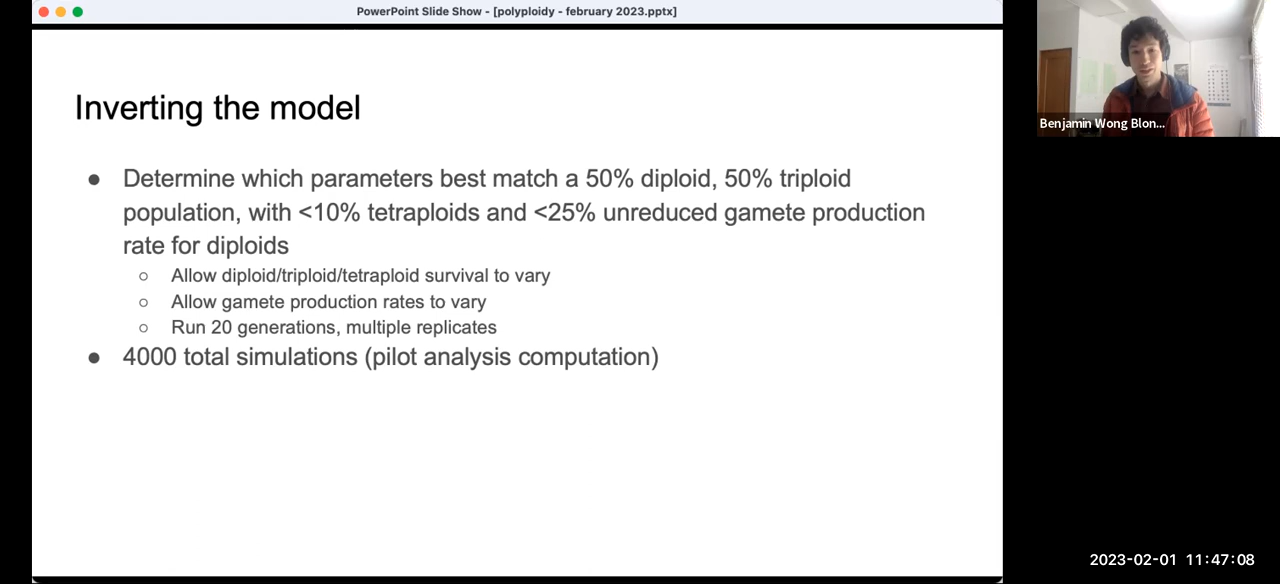 PowerPoint Slide Show - [polyploidy - february 2023.pptx]
Inverting the model
● Determine which parameters best match a 50% diploid, 50% triploid
population, with <10% tetraploids and <25% unreduced gamete production
rate for diploids
○ Allow diploid/triploid/tetraploid survival to vary
○ Allow gamete production rates to vary
○ Run 20 generations, multiple replicates
● 4000 total simulations (pilot analysis computation)
Benjamin Wong Blon...
2023-02-01 11:47:08